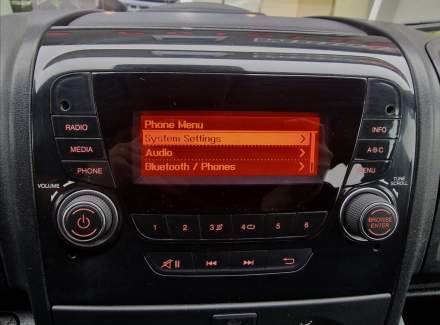 Phone Menu
System Settings
Audio
Bluetooth / Phones
RADIO
MEDIA
PHONE
INFO
A-B-C
MENU
VOLUME
TUNE
SCROLL
BROWSE
ENTER
1 2 3 4 5 6